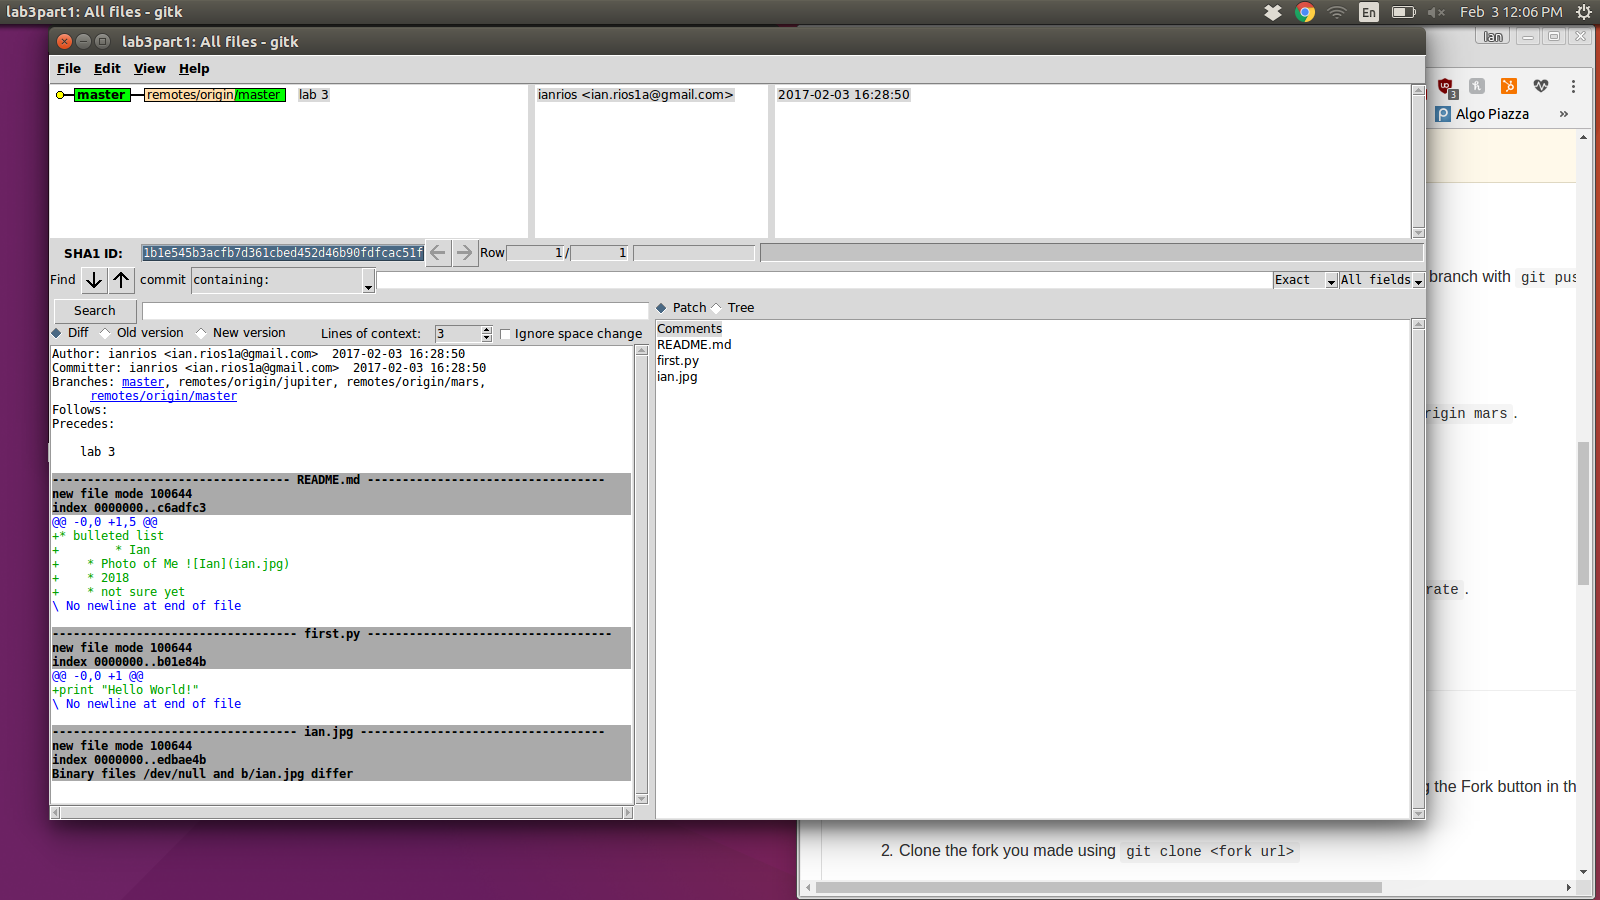 lab3part1: All files - gitk
En
Feb 3 12:06 PM
lab3part1: All files - gitk
Ian
File Edit View Help
master remotes/origin/master lab 3
ianrios <ian.rios1a@gmail.com>
2017-02-03 16:28:50
3
Algo Piazza »
SHA1 ID: 1b1e545b3acfb7d361cbed452d46b90fdfcac51f
Row 1 / 1
Find commit containing:
Exact All fields
branch with git pus
Search
Patch Tree
Diff Old version New version Lines of context: 3 Ignore space change
Comments
README.md
first.py
ian.jpg
Author: ianrios <ian.rios1a@gmail.com> 2017-02-03 16:28:50
Committer: ianrios <ian.rios1a@gmail.com> 2017-02-03 16:28:50
Branches: master, remotes/origin/jupiter, remotes/origin/mars,
remotes/origin/master
Follows:
Precedes:
lab 3
rigin mars.
---------------------------------- README.md ----------------------------------
new file mode 100644
index 0000000..c6adfc3
@@ -0,0 +1,5 @@
+* bulleted list
+        * Ian
+    * Photo of Me ![Ian](ian.jpg)
+    * 2018
+    * not sure yet
\ No newline at end of file
rate.
----------------------------------- first.py -----------------------------------
new file mode 100644
index 0000000..b01e84b
@@ -0,0 +1 @@
+print "Hello World!"
\ No newline at end of file
----------------------------------- ian.jpg -----------------------------------
new file mode 100644
index 0000000..edbae4b
Binary files /dev/null and b/ian.jpg differ
g the Fork button in th
2. Clone the fork you made using git clone <fork url>